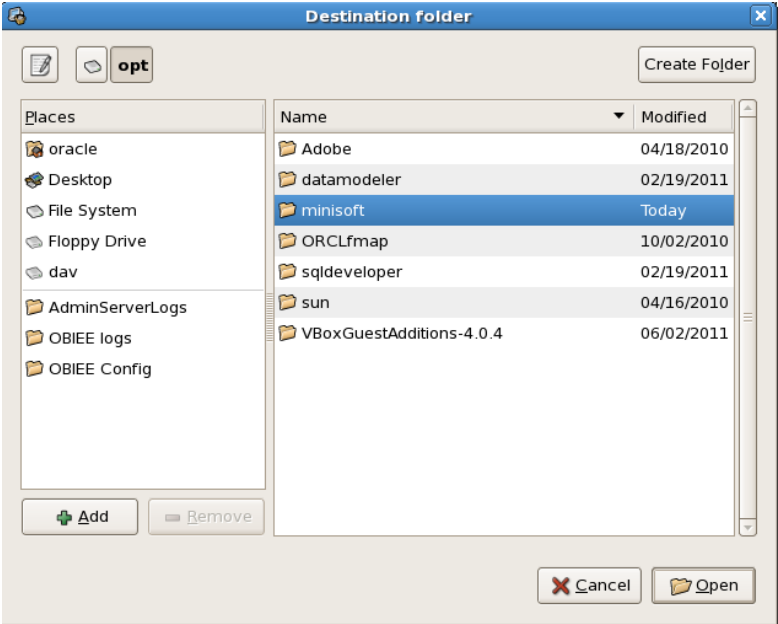 Destination folder
opt
Create Folder
Places
Name Modified
oracle
Desktop
File System
Floppy Drive
dav
AdminServerLogs
OBIEE logs
OBIEE Config
Adobe 04/18/2010
datamodeler 02/19/2011
minisoft Today
ORCLfmap 10/02/2010
sqldeveloper 02/19/2011
sun 04/16/2010
VBoxGuestAdditions-4.0.4 06/02/2011
Add Remove
Cancel Open